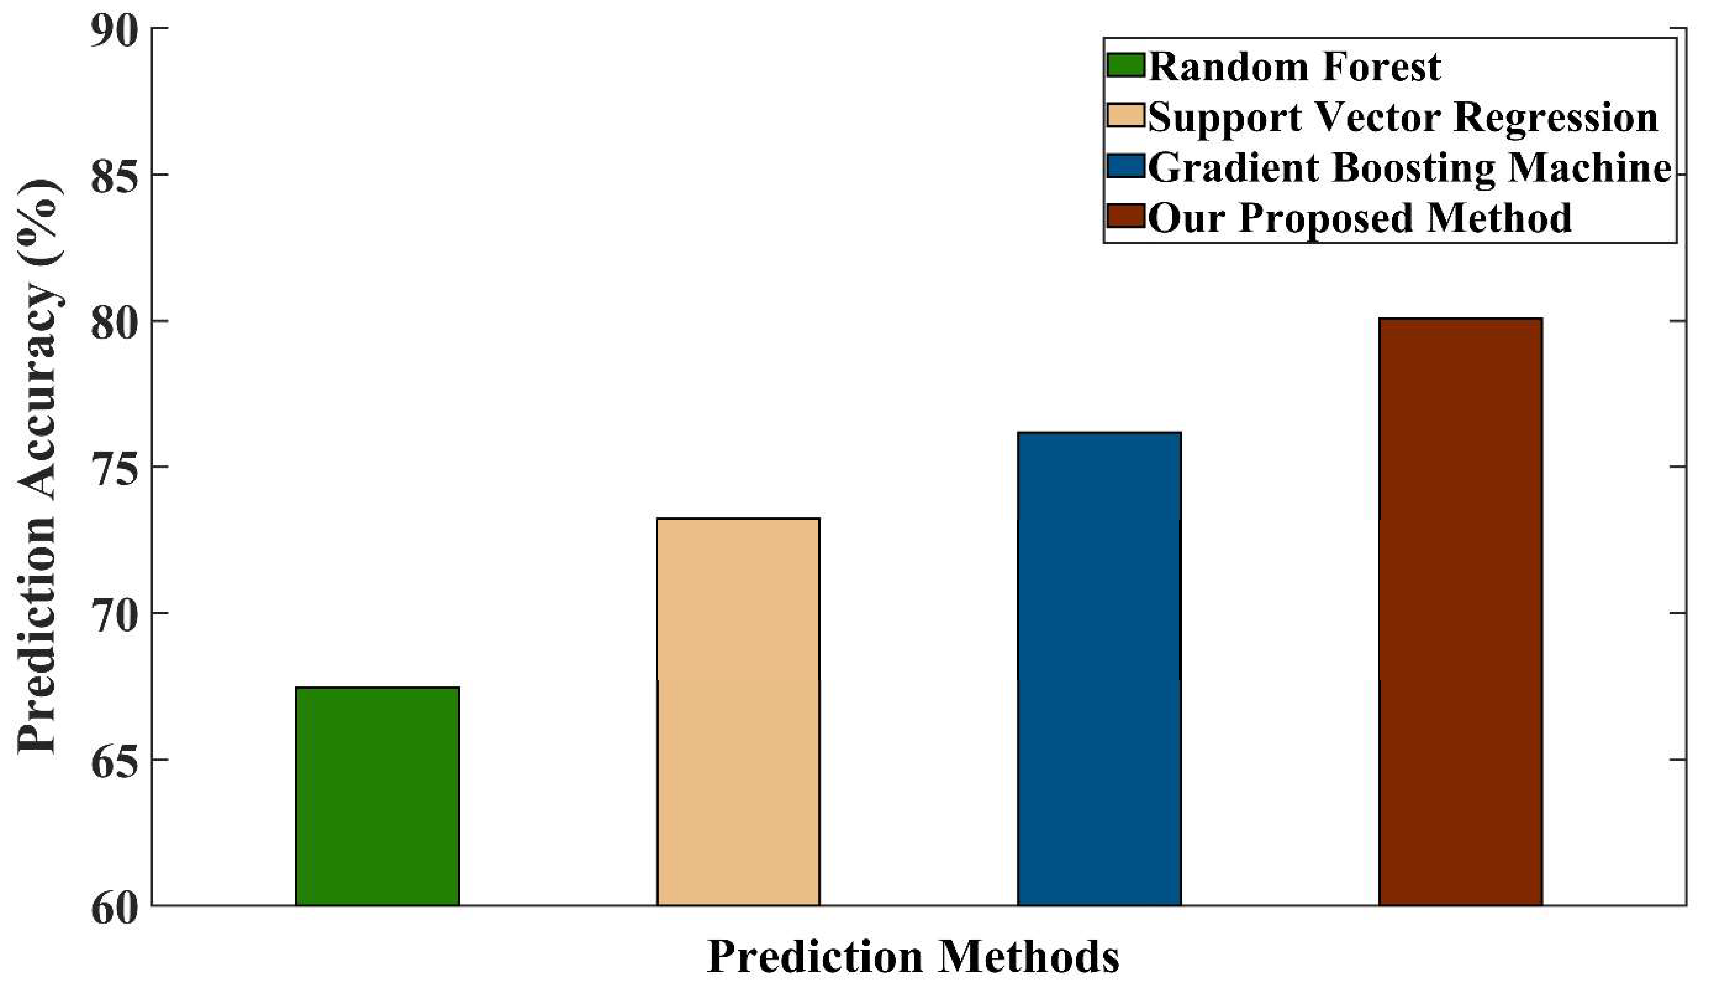 Prediction Accuracy (%)
90
85
80
75
70
65
60
Random Forest
Support Vector Regression
Gradient Boosting Machine
Our Proposed Method
Prediction Methods